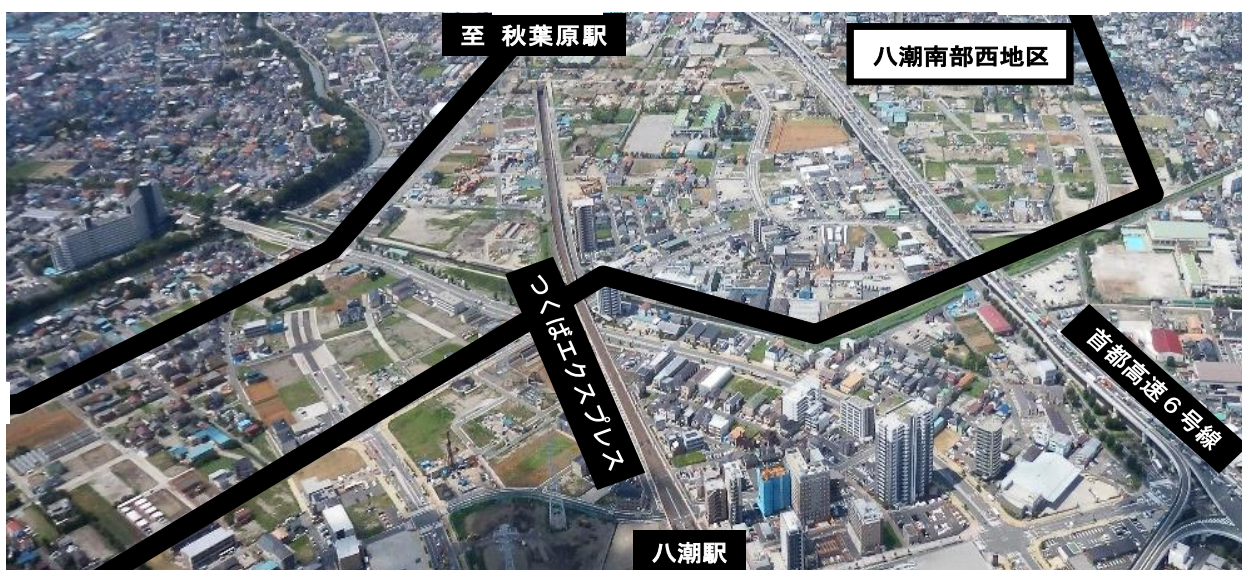 至 秋葉原駅
八潮南部西地区
つくばエクスプレス
首都高速6号線
八潮駅